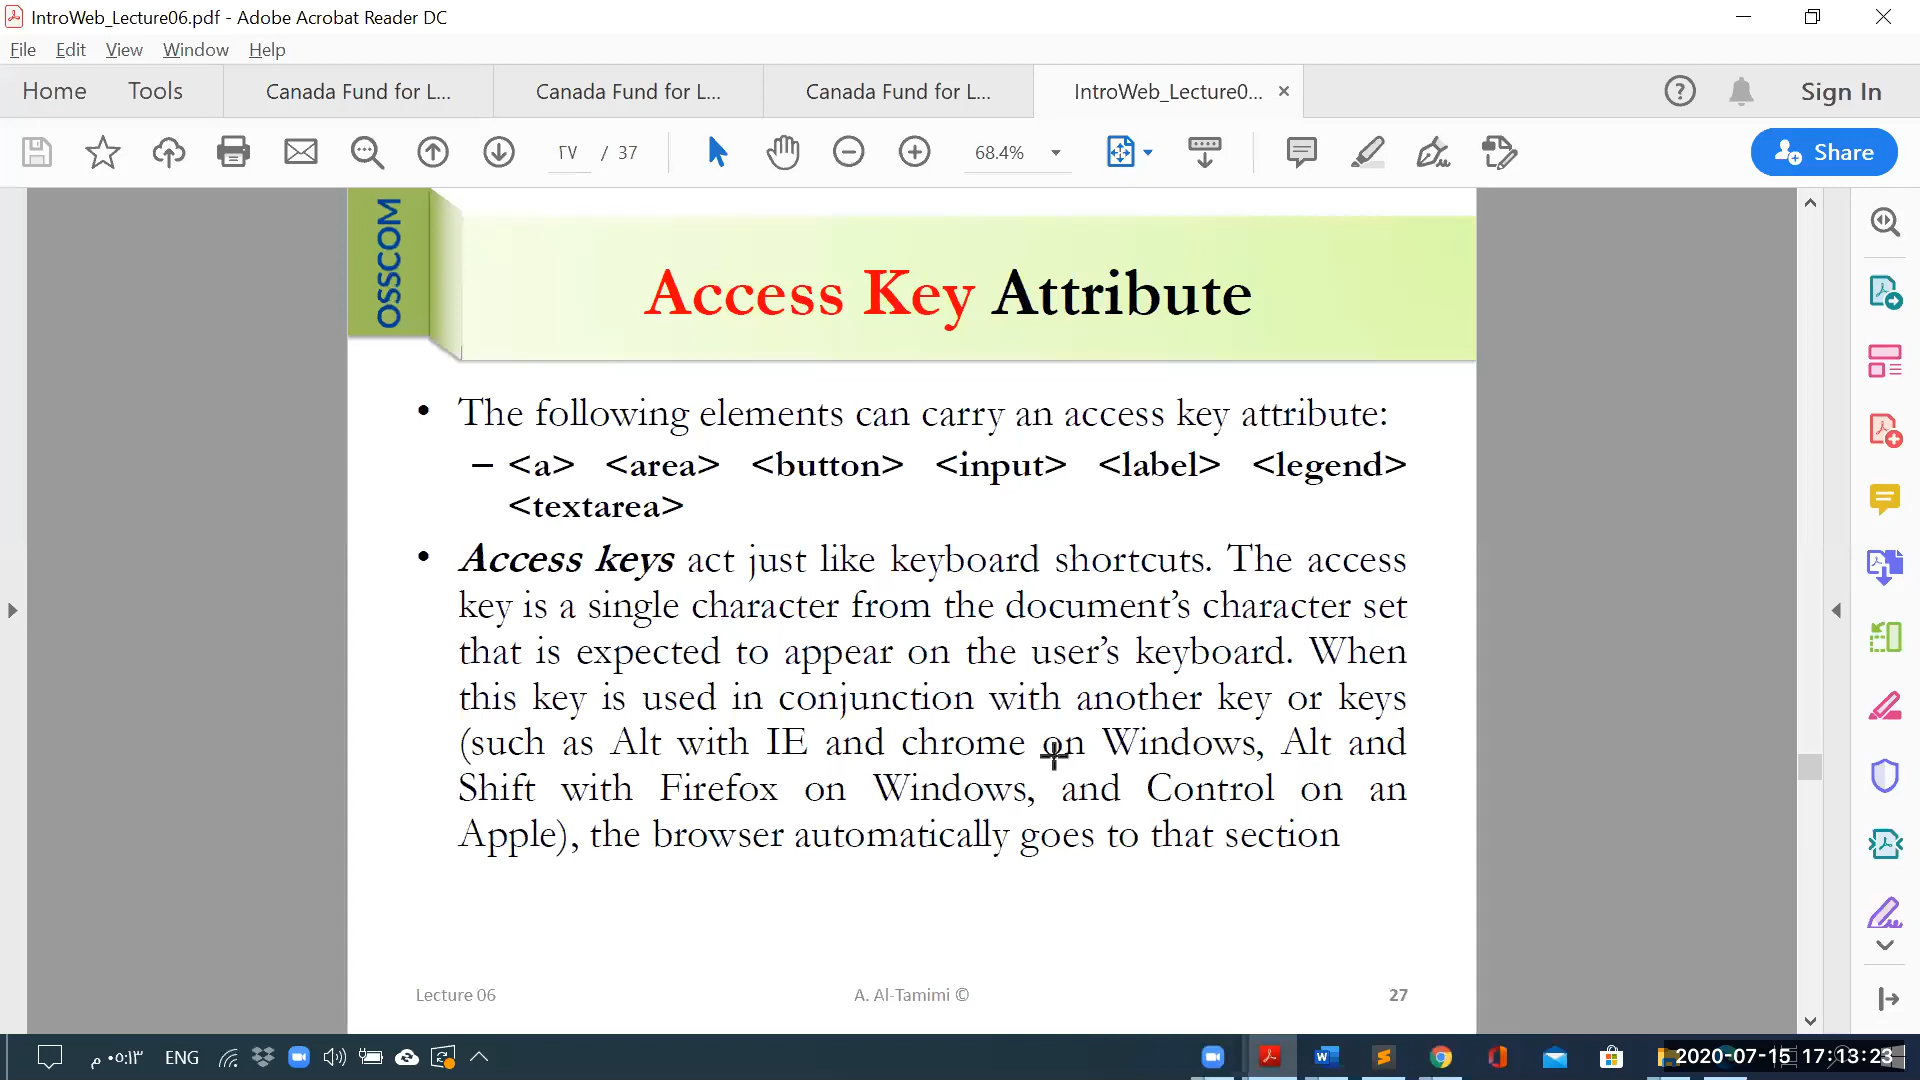 IntroWeb_Lecture06.pdf - Adobe Acrobat Reader DC
File Edit View Window Help
Home Tools Canada Fund for L... Canada Fund for L... Canada Fund for L... IntroWeb_Lecture0... × Sign In
٢٧ / 37 68.4% Share
OSSCOM
Access Key Attribute
• The following elements can carry an access key attribute:
– <a> <area> <button> <input> <label> <legend>
<textarea>
• Access keys act just like keyboard shortcuts. The access
key is a single character from the document’s character set
that is expected to appear on the user’s keyboard. When
this key is used in conjunction with another key or keys
(such as Alt with IE and chrome on Windows, Alt and
Shift with Firefox on Windows, and Control on an
Apple), the browser automatically goes to that section
Lecture 06 A. Al-Tamimi © 27
٠٥:١٣ م ENG 2020-07-15 17:13:23